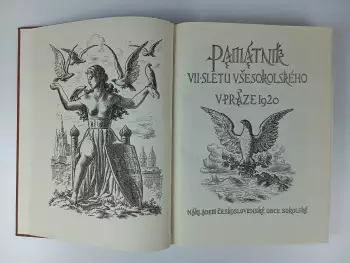 PAMÁTNÍK
VII·SLETU VŠESOKOLSKÉHO
V·PRAZE 1920
NÁKLADEM ČESKOSLOVENSKÉ OBCE SOKOLSKÉ